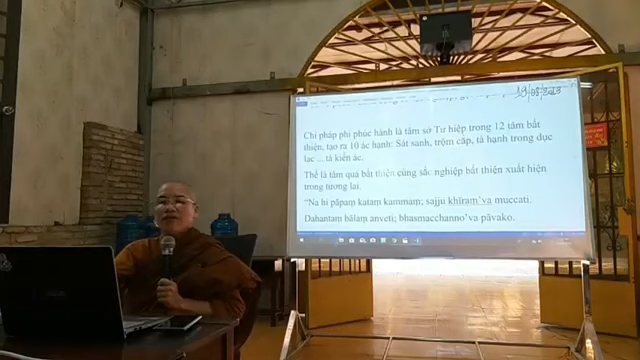 Chi pháp phi phúc hành là tâm sở Tư hiệp trong 12 tâm bất
thiện, tạo ra 10 ác hạnh: Sát sanh, trộm cắp, tà hạnh trong dục
lạc ... tà kiến ác.
Thế là tâm quả bất thiện cùng sắc nghiệp bất thiện xuất hiện
trong tương lai.
“Na hi pāpaṃ kataṃ kammaṃ; sajju khīraṃ’va muccati.
Dahantaṃ bālaṃ anveti; bhasmacchanno’va pāvako.